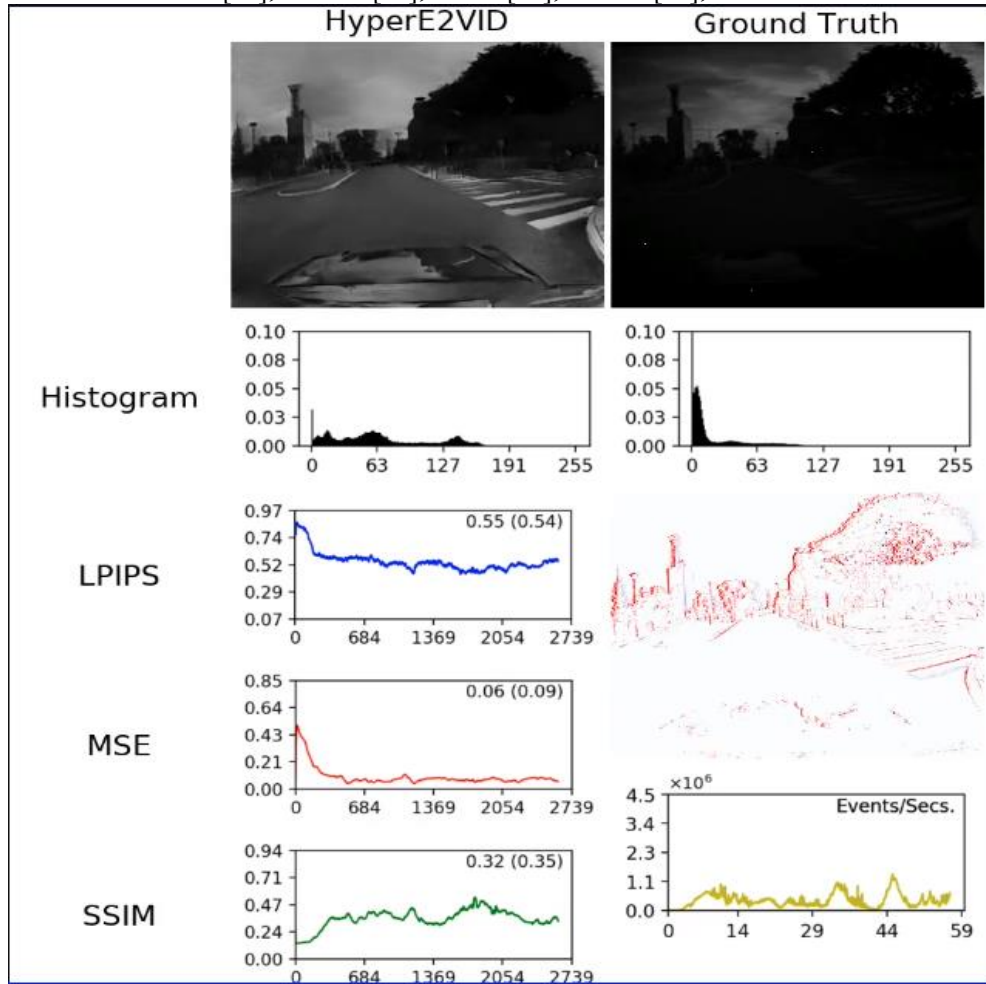 HyperE2VID Ground Truth
0.10 0.10
0.08 0.08
Histogram 0.05 0.05
0.03 0.03
0.00 0.00
0 63 127 191 255 0 63 127 191 255
0.97 0.55 (0.54)
0.74
LPIPS 0.52
0.29
0.07
0 684 1369 2054 2739
0.85 0.06 (0.09)
0.64
MSE 0.43
0.21
0.00
0 684 1369 2054 2739
×10⁶
4.5 Events/Secs.
3.4
2.3
1.1
0.0
0 14 29 44 59
0.94 0.32 (0.35)
0.71
SSIM 0.47
0.24
0.00
0 684 1369 2054 2739